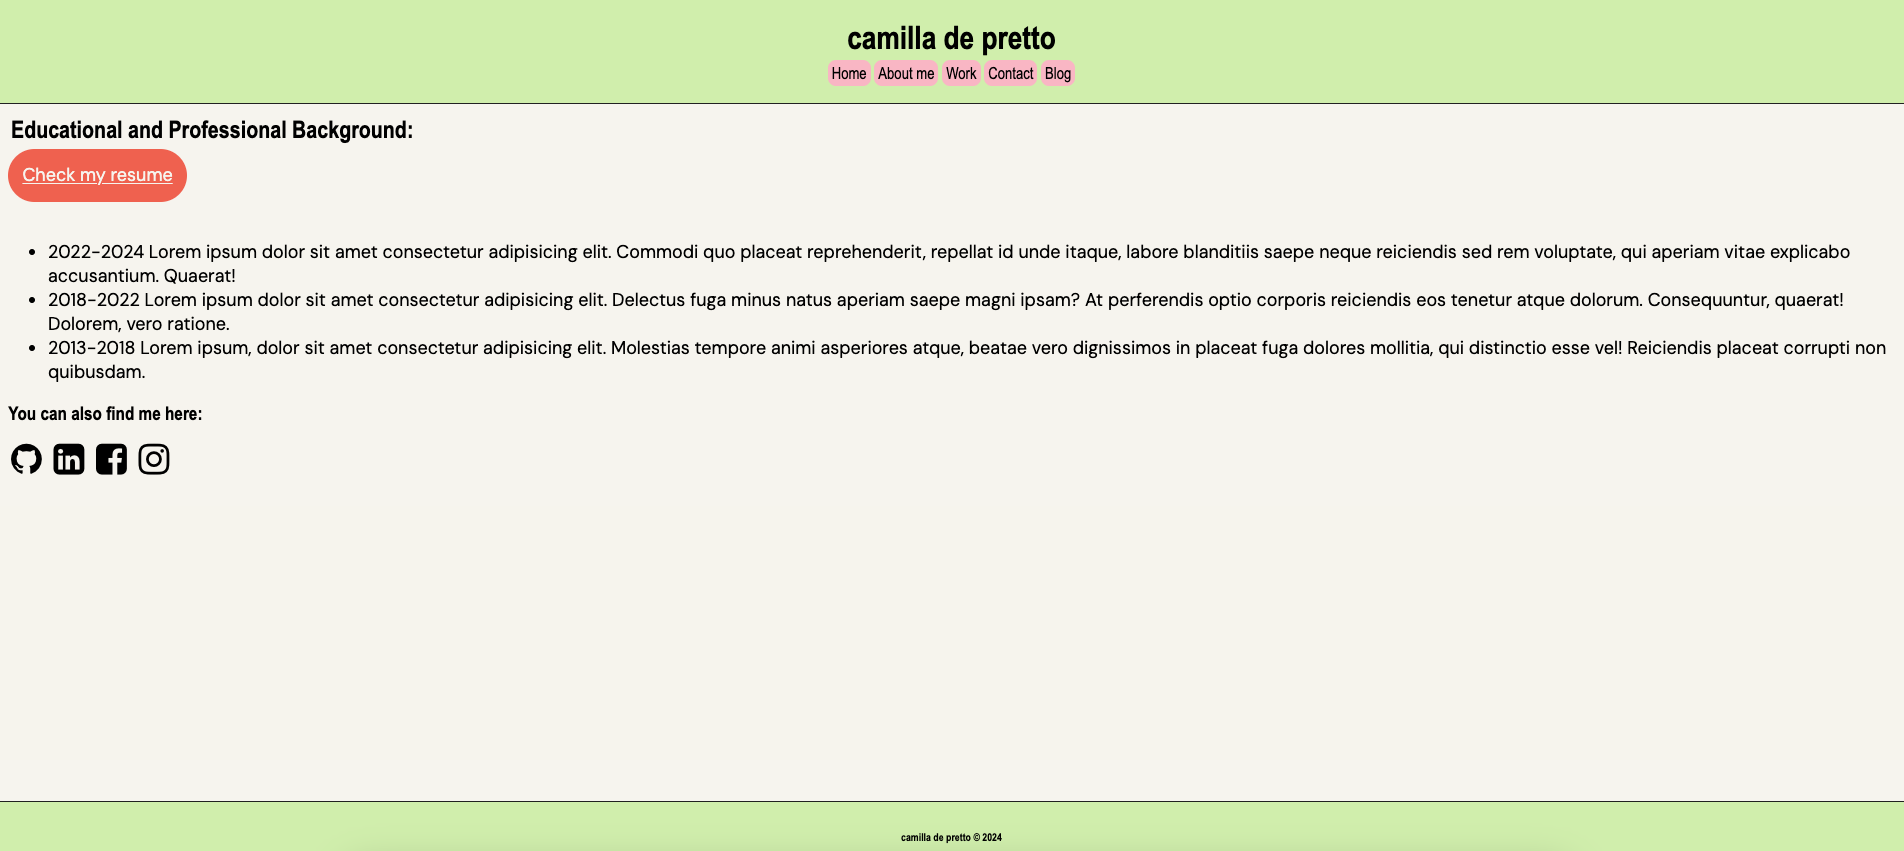 camilla de pretto
Home About me Work Contact Blog
Educational and Professional Background:
Check my resume
• 2022-2024 Lorem ipsum dolor sit amet consectetur adipisicing elit. Commodi quo placeat reprehenderit, repellat id unde itaque, labore blanditiis saepe neque reiciendis sed rem voluptate, qui aperiam vitae explicabo
accusantium. Quaerat!
• 2018-2022 Lorem ipsum dolor sit amet consectetur adipisicing elit. Delectus fuga minus natus aperiam saepe magni ipsam? At perferendis optio corporis reiciendis eos tenetur atque dolorum. Consequuntur, quaerat!
Dolorem, vero ratione.
• 2013-2018 Lorem ipsum, dolor sit amet consectetur adipisicing elit. Molestias tempore animi asperiores atque, beatae vero dignissimos in placeat fuga dolores mollitia, qui distinctio esse vel! Reiciendis placeat corrupti non
quibusdam.
You can also find me here:
camilla de pretto © 2024